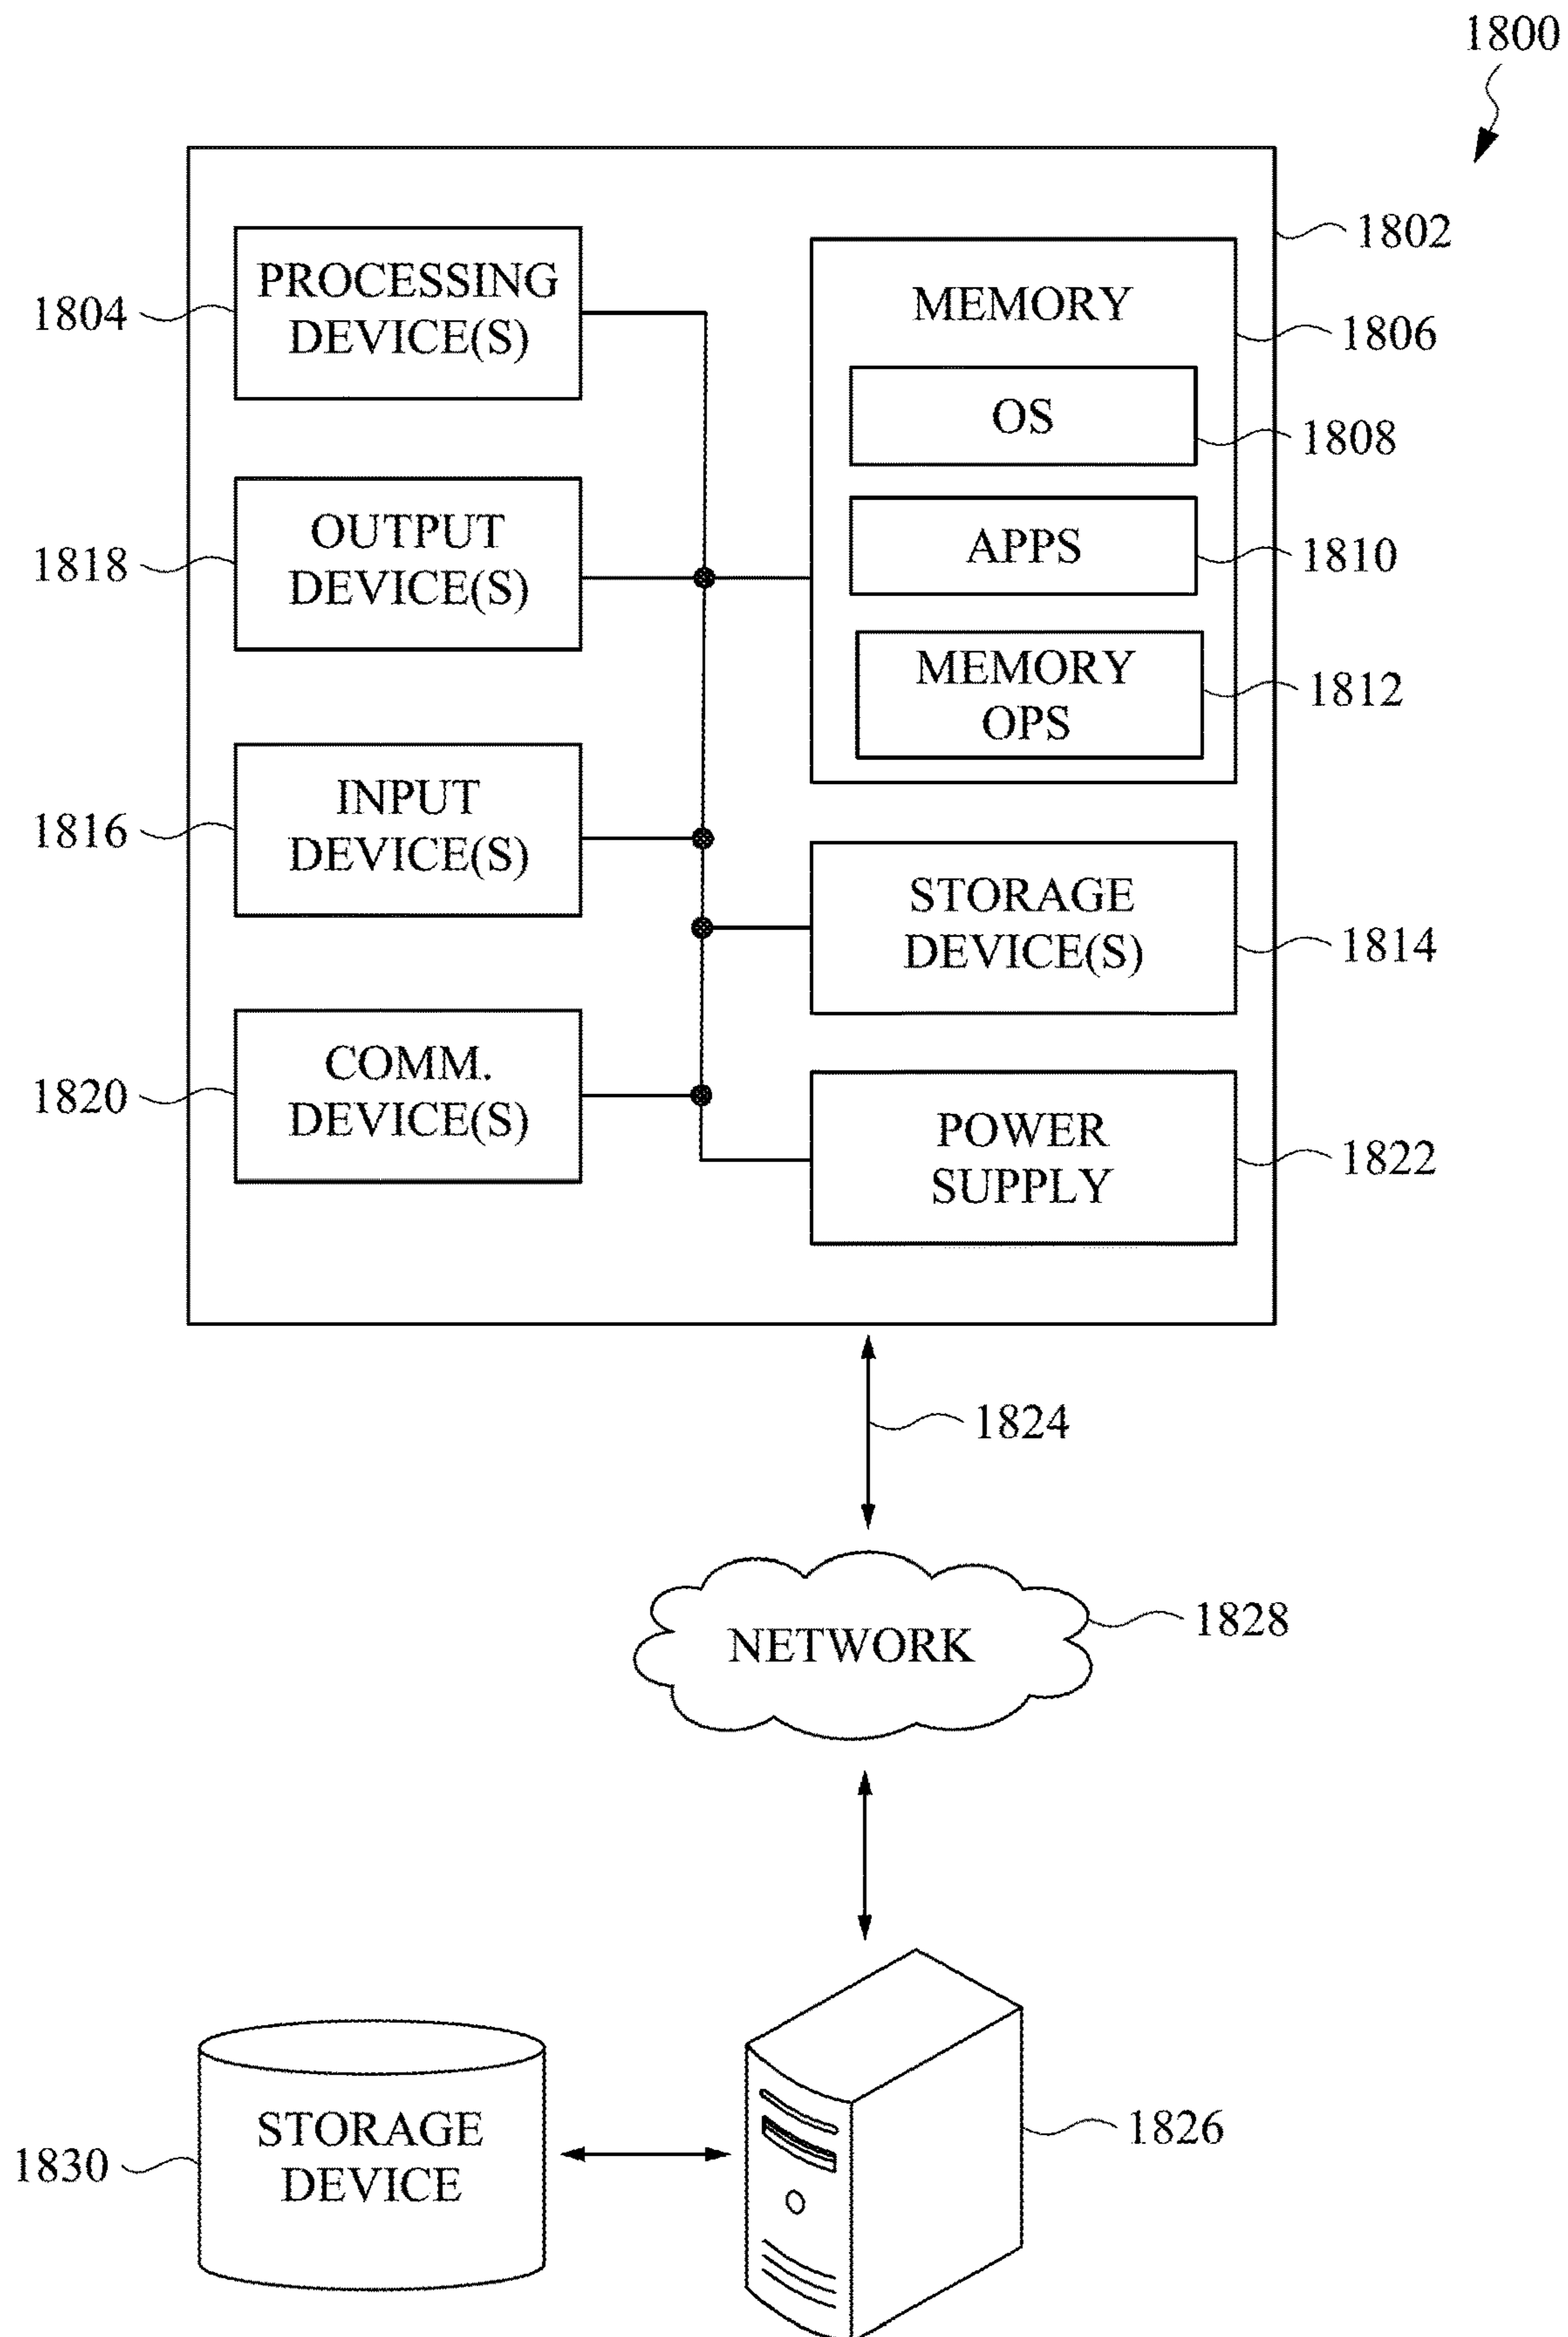 1800
1802
PROCESSING
DEVICE(S)
1804
MEMORY
1806
OS
1808
OUTPUT
DEVICE(S)
1818
APPS
1810
MEMORY
OPS
1812
INPUT
DEVICE(S)
1816
STORAGE
DEVICE(S)
1814
COMM.
DEVICE(S)
1820
POWER
SUPPLY
1822
1824
NETWORK
1828
1826
STORAGE
DEVICE
1830